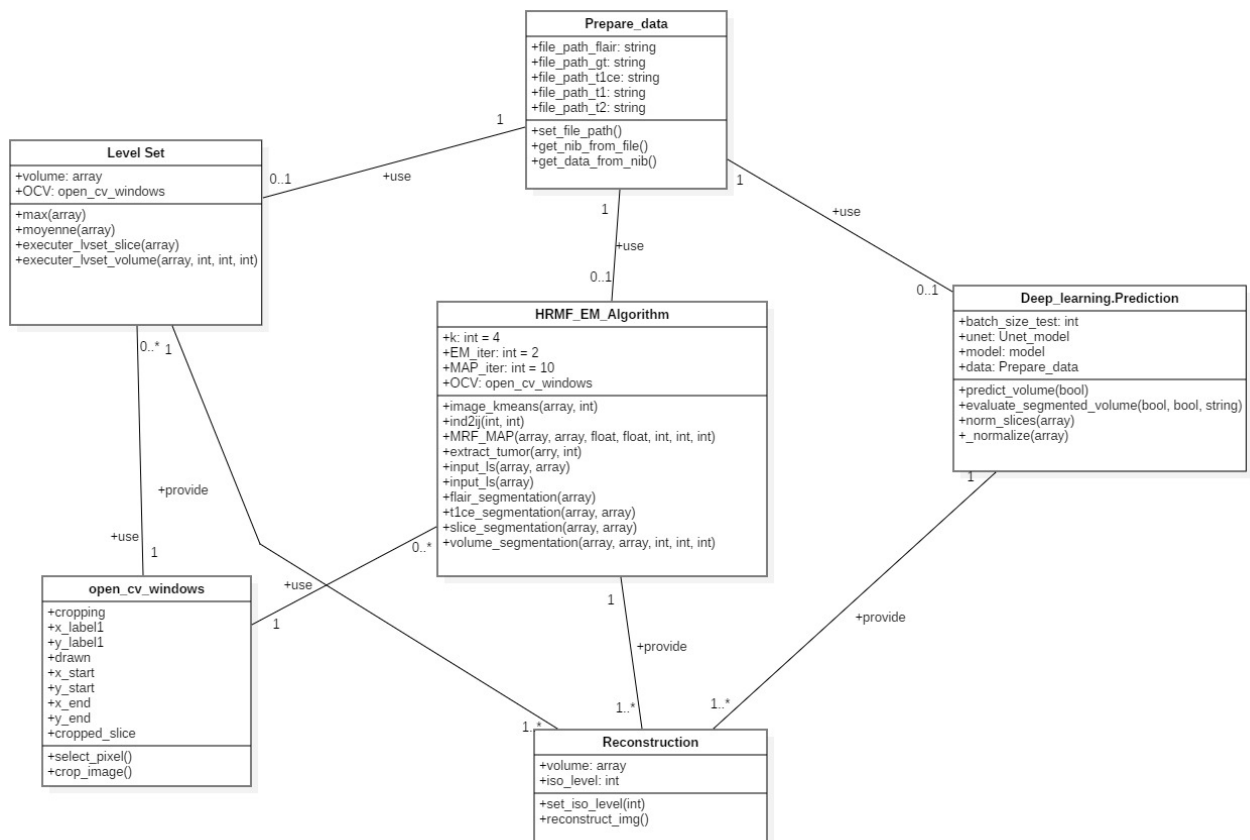 Prepare_data
+file_path_flair: string
+file_path_gt: string
+file_path_t1ce: string
+file_path_t1: string
+file_path_t2: string
+set_file_path()
+get_nib_from_file()
+get_data_from_nib()
1
0..1
+use
1
+use
0..1
1
+use
0..1
Level Set
+volume: array
+OCV: open_cv_windows
+max(array)
+moyenne(array)
+executer_lvset_slice(array)
+executer_lvset_volume(array, int, int, int)
0..*
1
+provide
+use
1
HRMF_EM_Algorithm
+k: int = 4
+EM_iter: int = 2
+MAP_iter: int = 10
+OCV: open_cv_windows
+image_kmeans(array, int)
+ind2ij(int, int)
+MRF_MAP(array, array, float, float, int, int, int)
+extract_tumor(arry, int)
+input_ls(array, array)
+input_ls(array)
+flair_segmentation(array)
+t1ce_segmentation(array, array)
+slice_segmentation(array, array)
+volume_segmentation(array, array, int, int, int)
Deep_learning.Prediction
+batch_size_test: int
+unet: Unet_model
+model: model
+data: Prepare_data
+predict_volume(bool)
+evaluate_segmented_volume(bool, bool, string)
+norm_slices(array)
+_normalize(array)
1
0..*
+use
1
open_cv_windows
+cropping
+x_label1
+y_label1
+drawn
+x_start
+y_start
+x_end
+y_end
+cropped_slice
+select_pixel()
+crop_image()
1
+provide
1..*
+provide
1..*
1..*
Reconstruction
+volume: array
+iso_level: int
+set_iso_level(int)
+reconstruct_img()